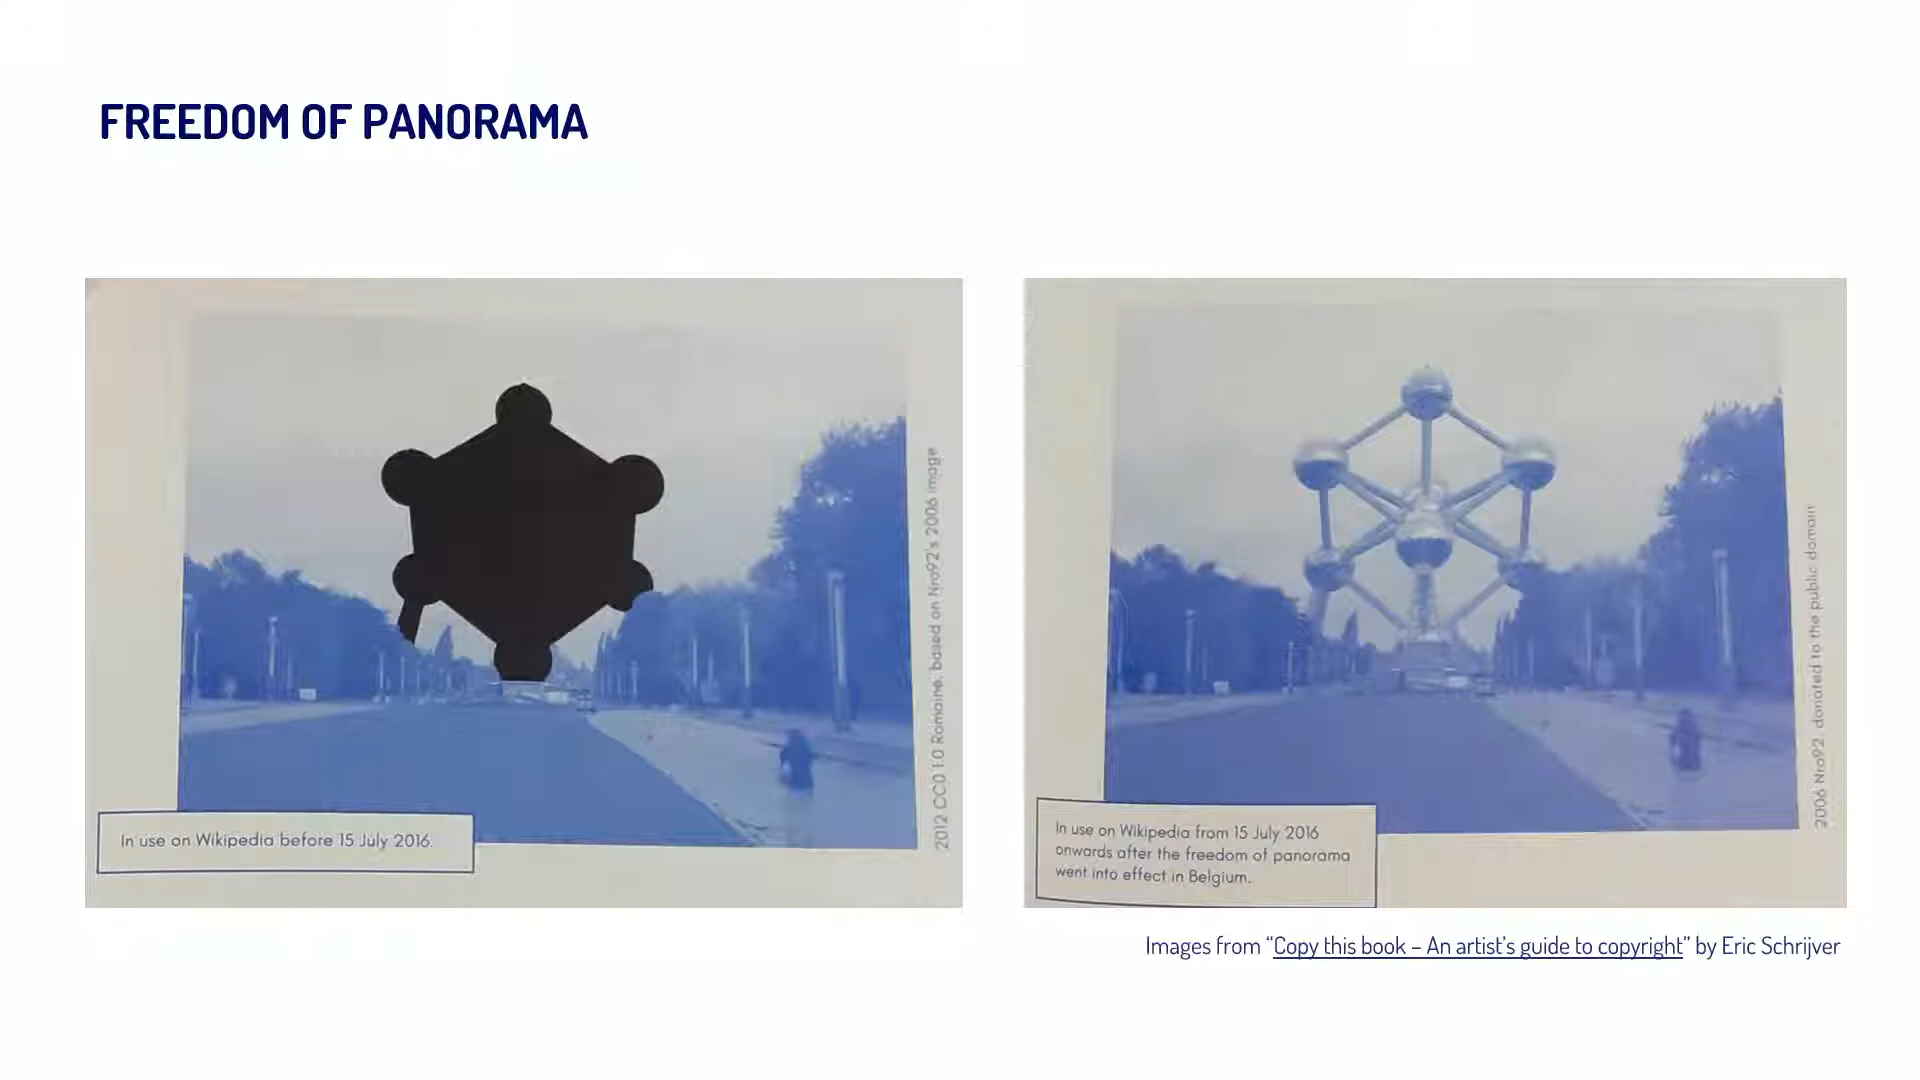 FREEDOM OF PANORAMA
2012 CC0 1.0 Romaine, based on Nro92's 2006 image
In use on Wikipedia before 15 July 2016.
2006 Nro92, donated to the public domain
In use on Wikipedia from 15 July 2016
onwards after the freedom of panorama
went into effect in Belgium.
Images from “Copy this book – An artist’s guide to copyright” by Eric Schrijver